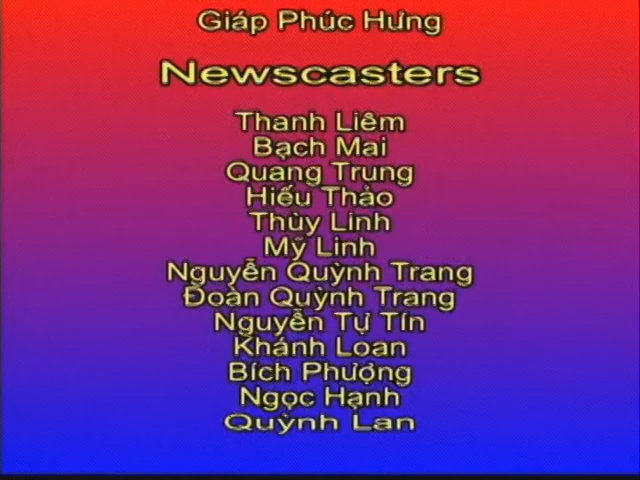 Giáp Phúc Hưng
Newscasters
Thanh Liêm
Bạch Mai
Quang Trung
Hiếu Thảo
Thùy Linh
Mỹ Linh
Nguyễn Quỳnh Trang
Đoàn Quỳnh Trang
Nguyễn Tự Tín
Khánh Loan
Bích Phượng
Ngọc Hạnh
Quỳnh Lan